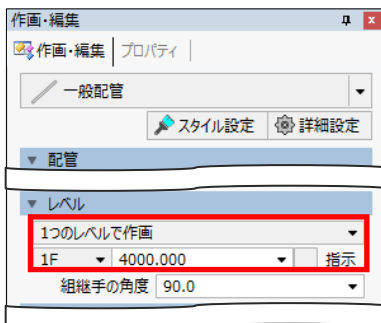 作画・編集
作画・編集 プロパティ
一般配管
スタイル設定 詳細設定
配管
レベル
1つのレベルで作画
1F 4000.000 指示
組継手の角度 90.0